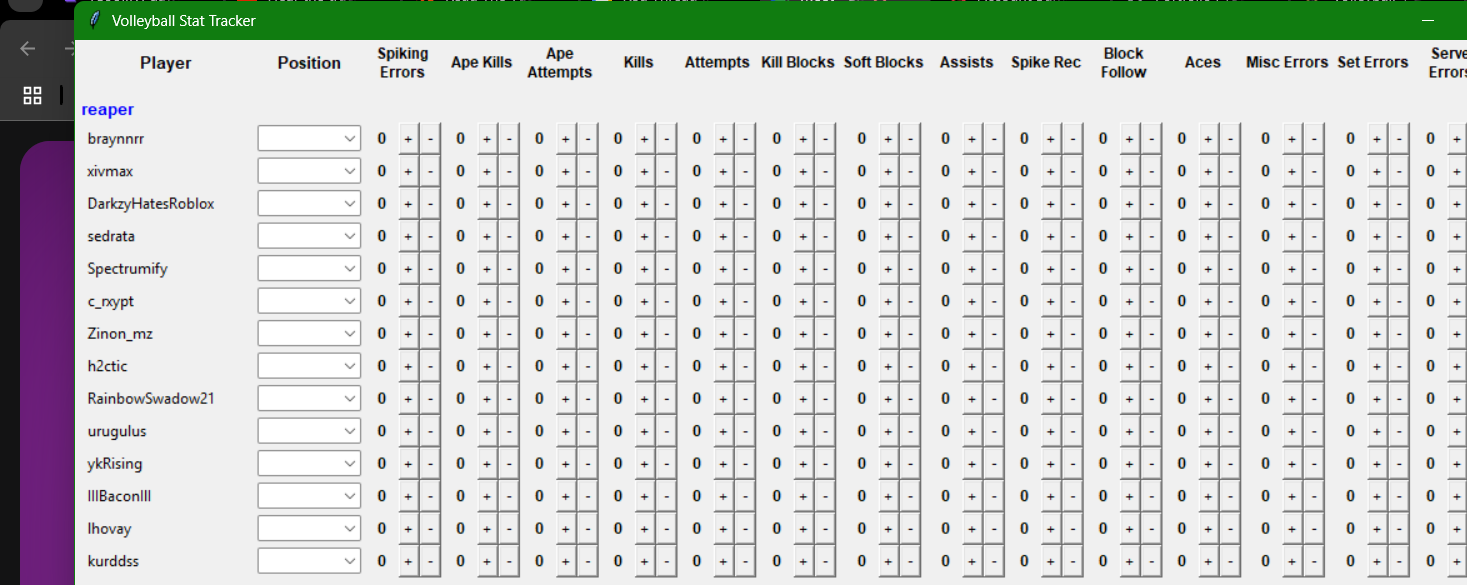 Volleyball Stat Tracker
Player Position Spiking Errors Ape Kills Ape Attempts Kills Attempts Kill Blocks Soft Blocks Assists Spike Rec Block Follow Aces Misc Errors Set Errors Serve Errors
reaper
braynnrr 0 + - 0 + - 0 + - 0 + - 0 + - 0 + - 0 + - 0 + - 0 + - 0 + - 0 + - 0 + - 0 + - 0 +
xivmax 0 + - 0 + - 0 + - 0 + - 0 + - 0 + - 0 + - 0 + - 0 + - 0 + - 0 + - 0 + - 0 + - 0 +
DarkzyHatesRoblox 0 + - 0 + - 0 + - 0 + - 0 + - 0 + - 0 + - 0 + - 0 + - 0 + - 0 + - 0 + - 0 + - 0 +
sedrata 0 + - 0 + - 0 + - 0 + - 0 + - 0 + - 0 + - 0 + - 0 + - 0 + - 0 + - 0 + - 0 + - 0 +
Spectrumify 0 + - 0 + - 0 + - 0 + - 0 + - 0 + - 0 + - 0 + - 0 + - 0 + - 0 + - 0 + - 0 + - 0 +
c_rxypt 0 + - 0 + - 0 + - 0 + - 0 + - 0 + - 0 + - 0 + - 0 + - 0 + - 0 + - 0 + - 0 + - 0 +
Zinon_mz 0 + - 0 + - 0 + - 0 + - 0 + - 0 + - 0 + - 0 + - 0 + - 0 + - 0 + - 0 + - 0 + - 0 +
h2ctic 0 + - 0 + - 0 + - 0 + - 0 + - 0 + - 0 + - 0 + - 0 + - 0 + - 0 + - 0 + - 0 + - 0 +
RainbowSwadow21 0 + - 0 + - 0 + - 0 + - 0 + - 0 + - 0 + - 0 + - 0 + - 0 + - 0 + - 0 + - 0 + - 0 +
urugulus 0 + - 0 + - 0 + - 0 + - 0 + - 0 + - 0 + - 0 + - 0 + - 0 + - 0 + - 0 + - 0 + - 0 +
ykRising 0 + - 0 + - 0 + - 0 + - 0 + - 0 + - 0 + - 0 + - 0 + - 0 + - 0 + - 0 + - 0 + - 0 +
lllBaconlll 0 + - 0 + - 0 + - 0 + - 0 + - 0 + - 0 + - 0 + - 0 + - 0 + - 0 + - 0 + - 0 + - 0 +
lhovay 0 + - 0 + - 0 + - 0 + - 0 + - 0 + - 0 + - 0 + - 0 + - 0 + - 0 + - 0 + - 0 + - 0 +
kurddss 0 + - 0 + - 0 + - 0 + - 0 + - 0 + - 0 + - 0 + - 0 + - 0 + - 0 + - 0 + - 0 + - 0 +